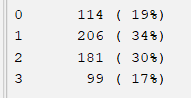 0 114 ( 19%)
1 206 ( 34%)
2 181 ( 30%)
3 99 ( 17%)